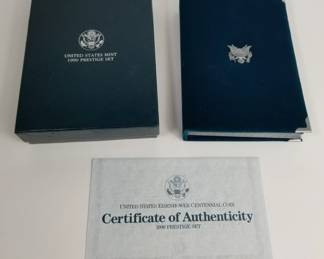 UNITED STATES MINT
1990 PRESTIGE SET
UNITED STATES EISENHOWER CENTENNIAL COIN
Certificate of Authenticity
1990 PRESTIGE SET